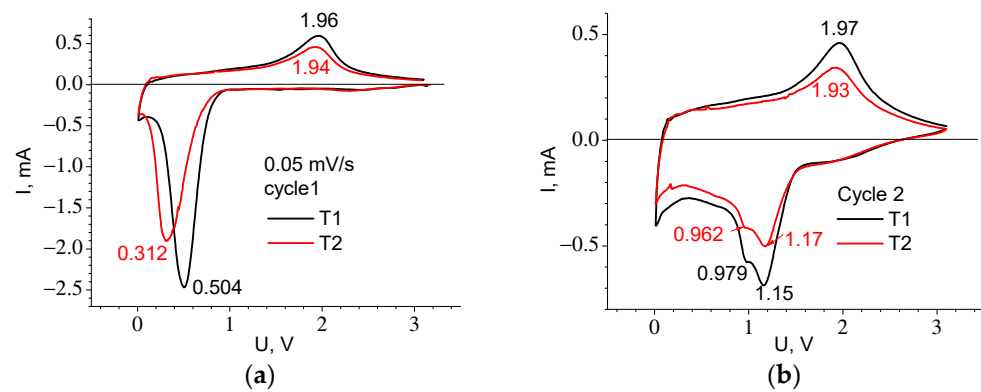 1.96
0.5
1.94
0.0
−0.5
−1.0
0.05 mV/s
cycle1
I, mA
−1.5
T1
−2.0
T2
0.312
−2.5
0.504
0 1 2 3
U, V
(a)
1.97
0.5
1.93
0.0
I, mA
Cycle 2
T1
0.962
T2
−0.5
1.17
0.979
1.15
0 1 2 3
U, V
(b)